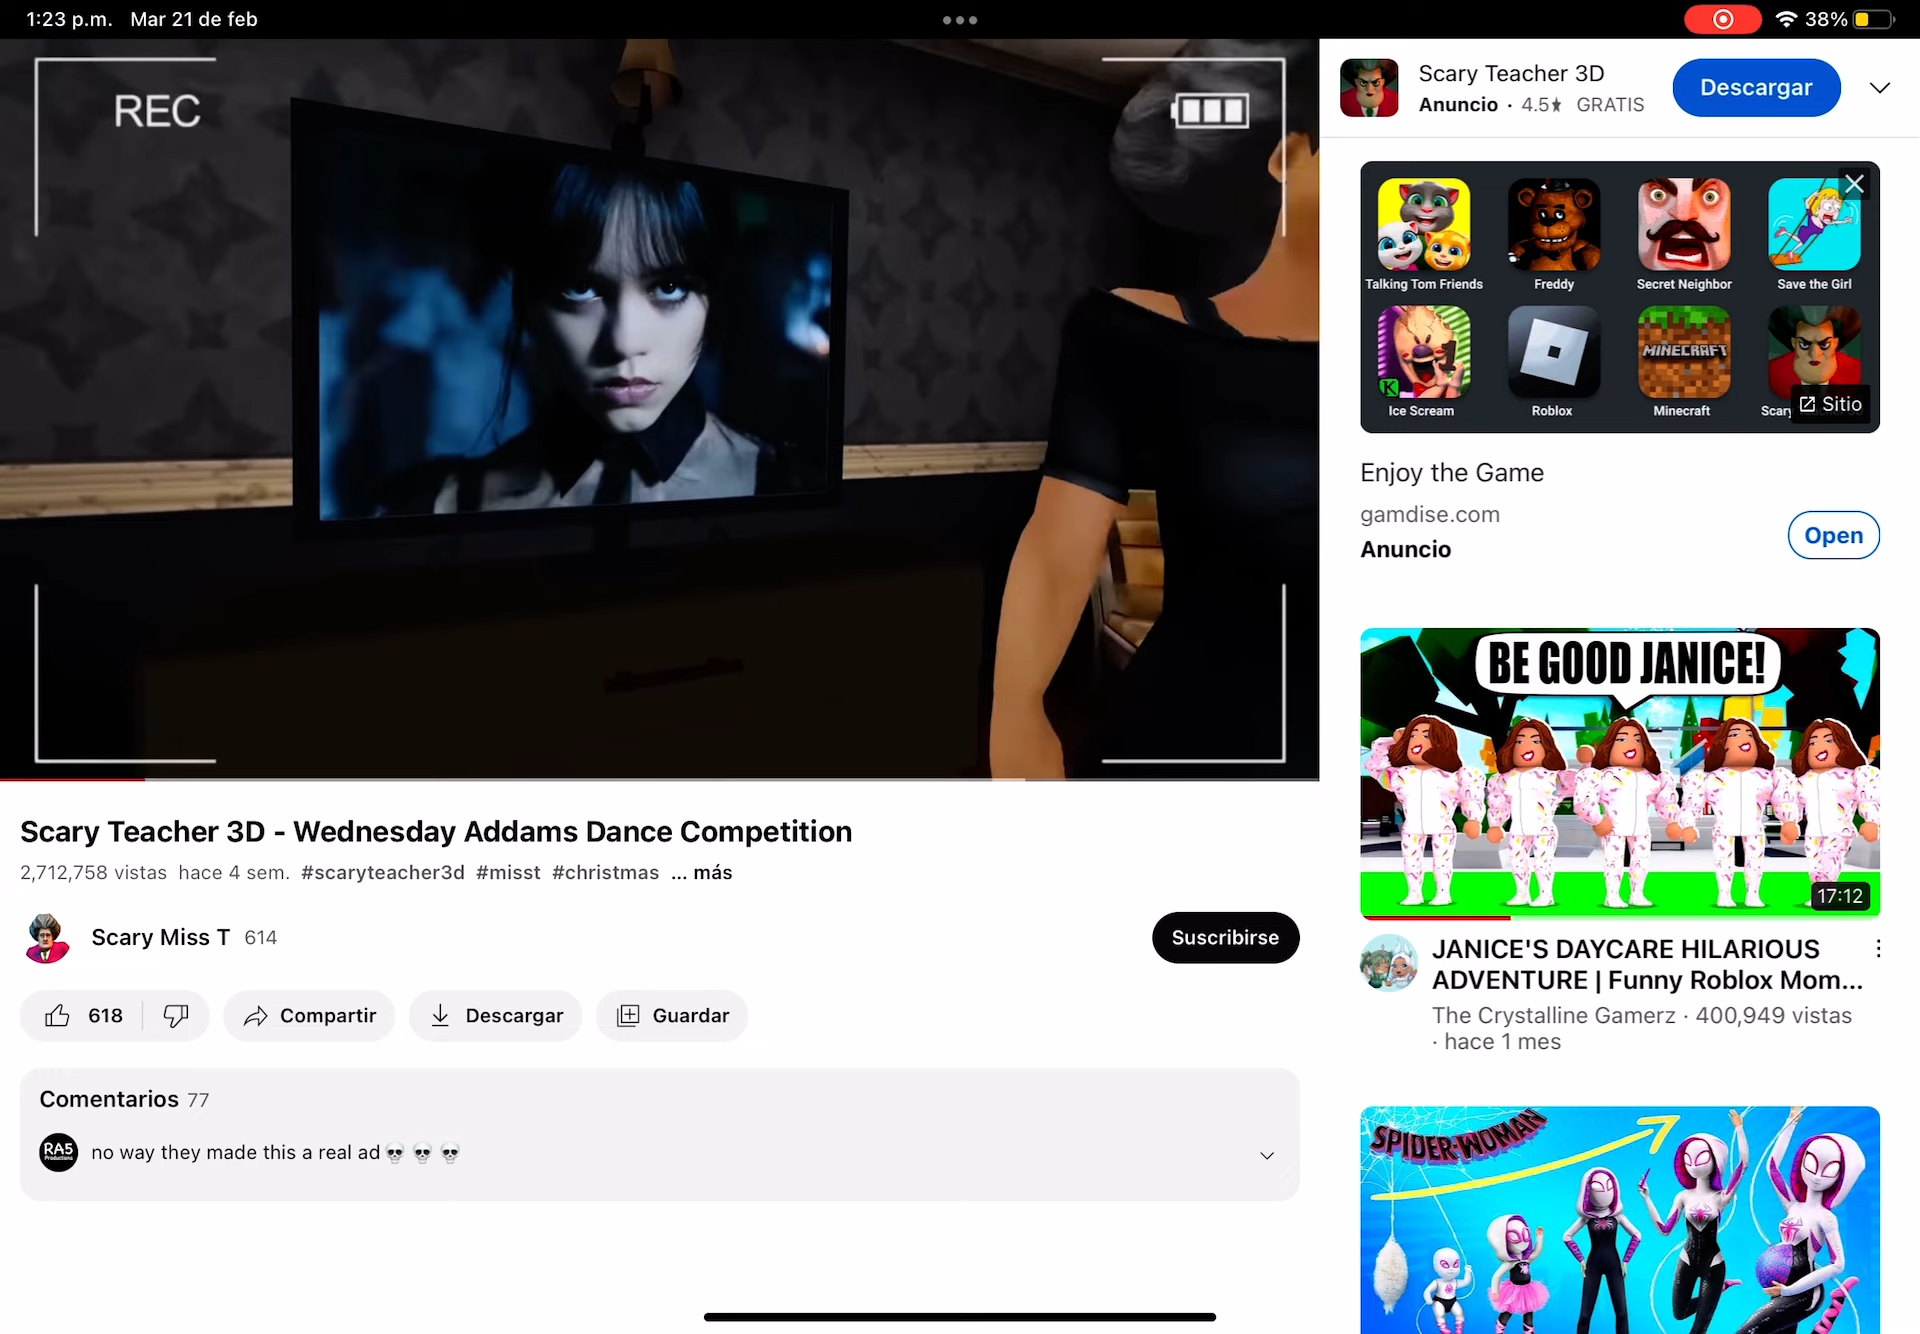 1:23 p.m. Mar 21 de feb
38%
REC
Scary Teacher 3D - Wednesday Addams Dance Competition
2,712,758 vistas hace 4 sem. #scaryteacher3d #misst #christmas ... más
Scary Miss T 614
Suscribirse
618
Compartir
Descargar
Guardar
Comentarios 77
RA5
Productions
no way they made this a real ad💀💀💀
Scary Teacher 3D
Anuncio · 4.5★ GRATIS
Descargar
Talking Tom Friends
Freddy
Secret Neighbor
Save the Girl
K
1
MINECRAFT
Ice Scream
Roblox
Minecraft
Scary
Sitio
Enjoy the Game
gamdise.com
Anuncio
Open
BE GOOD JANICE!
17:12
JANICE'S DAYCARE HILARIOUS
ADVENTURE | Funny Roblox Mom...
The Crystalline Gamerz · 400,949 vistas
· hace 1 mes
SPIDER-WOMAN